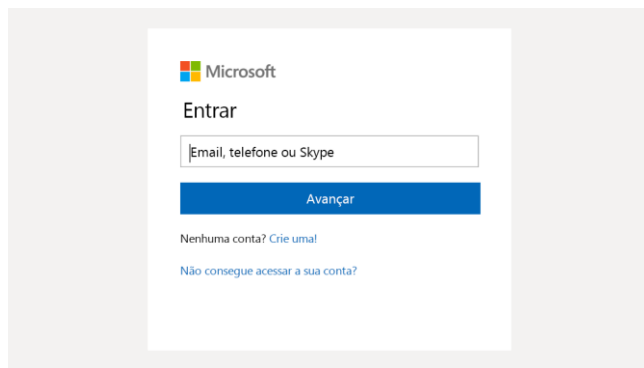 Microsoft
Entrar
Email, telefone ou Skype
Avançar
Nenhuma conta? Crie uma!
Não consegue acessar a sua conta?